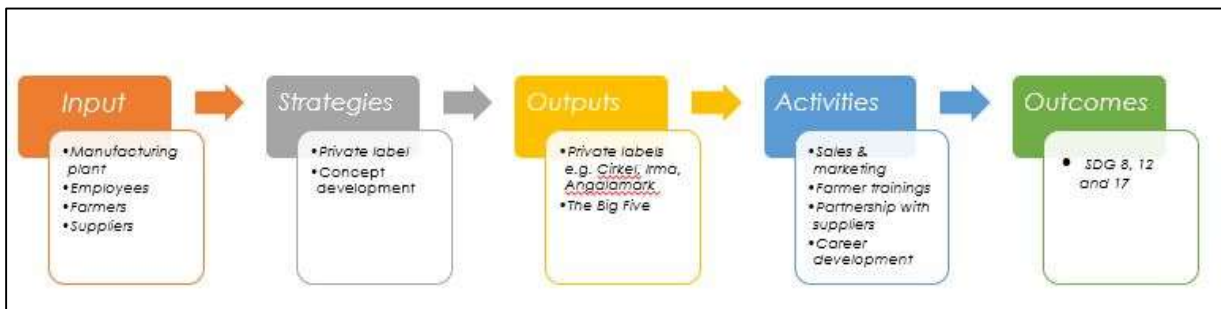 Input
•Manufacturing
plant
•Employees
•Farmers
•Suppliers
Strategies
•Private label
•Concept
development
Outputs
•Private labels
e.g. Cirkel, Irma,
Angalamark
•The Big Five
Activities
•Sales &
marketing
•Farmer trainings
•Partnership with
suppliers
•Career
development
Outcomes
• SDG 8, 12
and 17